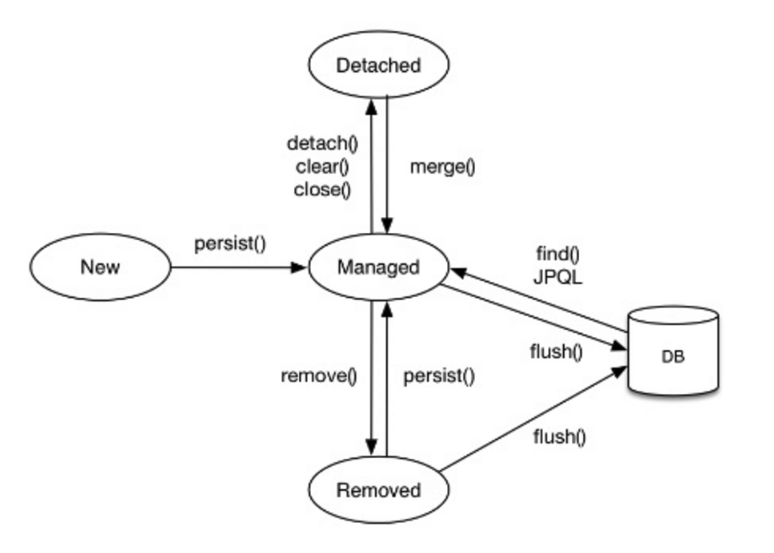 Detached
detach()
clear()
close()
merge()
persist()
New
Managed
find()
JPQL
flush()
DB
remove()
persist()
flush()
Removed